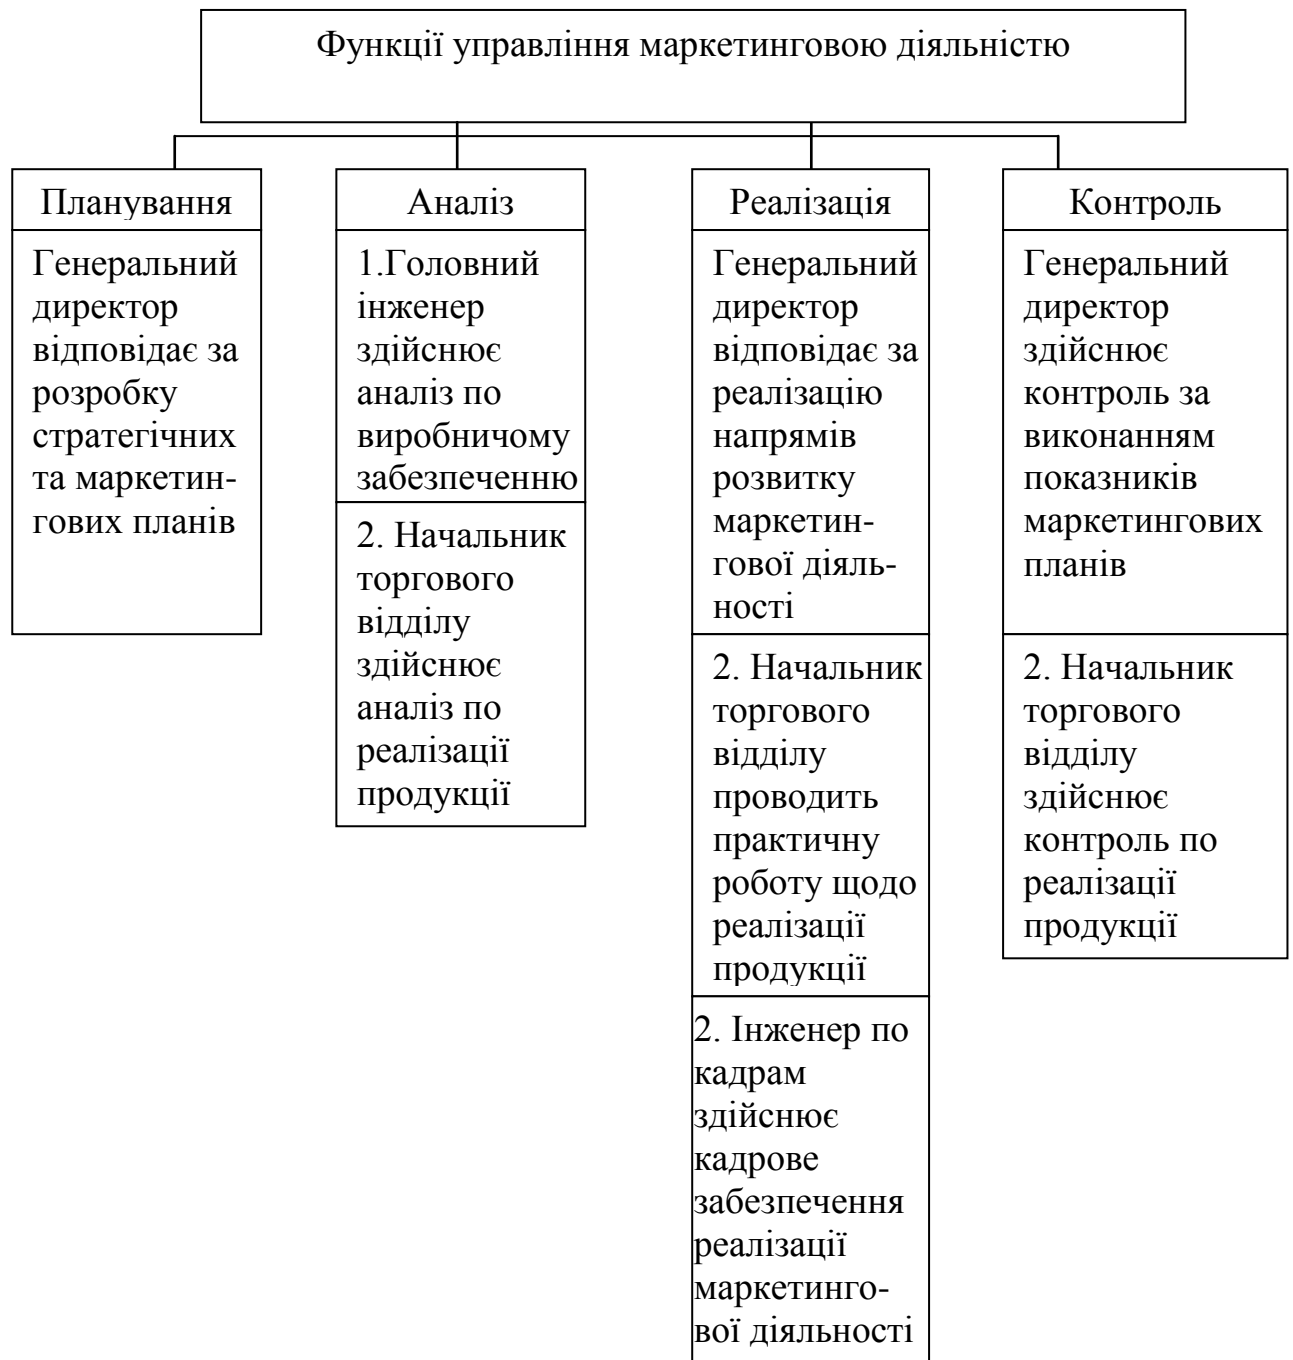 Функції управління маркетинговою діяльністю
Планування
Генеральний
директор
відповідає за
розробку
стратегічних
та маркетин-
гових планів
Аналіз
1.Головний
інженер
здійснює
аналіз по
виробничому
забезпеченню
2. Начальник
торгового
відділу
здійснює
аналіз по
реалізації
продукції
Реалізація
Генеральний
директор
відповідає за
реалізацію
напрямів
розвитку
маркетин-
гової діяль-
ності
2. Начальник
торгового
відділу
проводить
практичну
роботу щодо
реалізації
продукції
2. Інженер по
кадрам
здійснює
кадрове
забезпечення
реалізації
маркетинго-
вої діяльності
Контроль
Генеральний
директор
здійснює
контроль за
виконанням
показників
маркетингових
планів
2. Начальник
торгового
відділу
здійснює
контроль по
реалізації
продукції